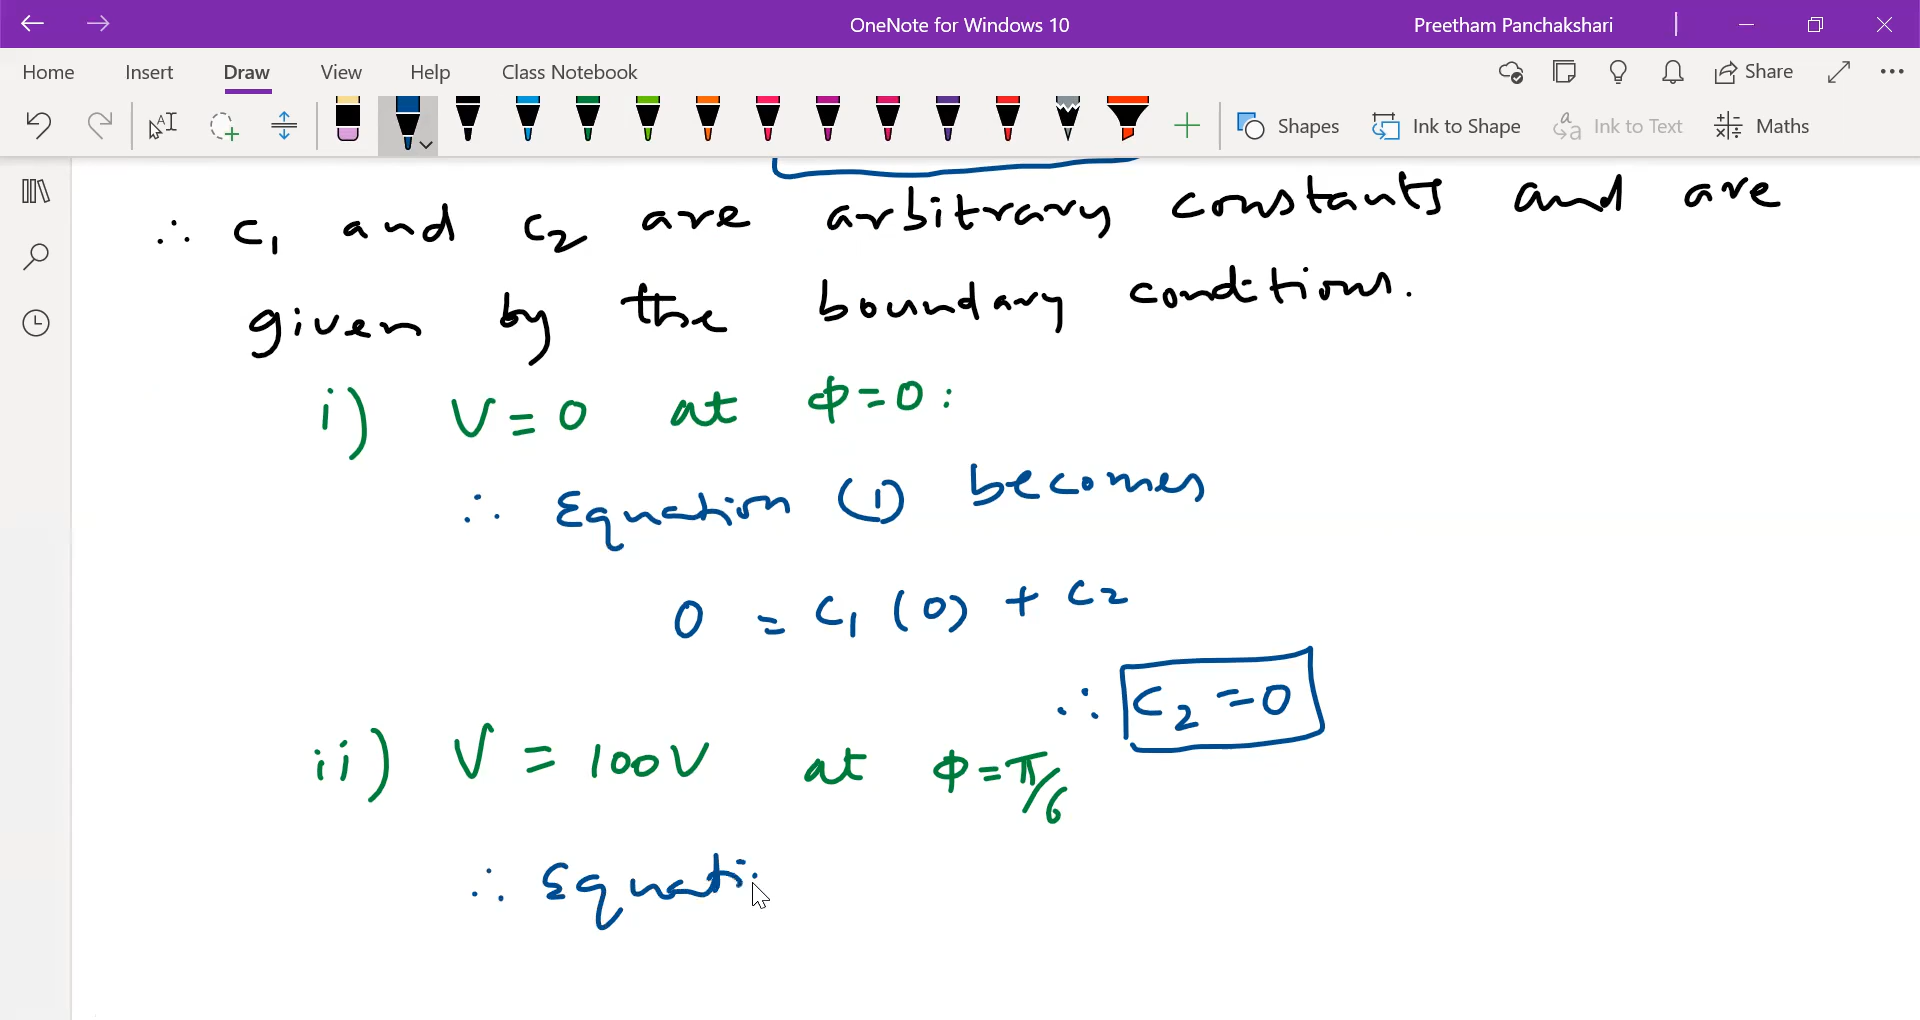 OneNote for Windows 10
Preetham Panchakshari
Home Insert Draw View Help Class Notebook Share
Shapes Ink to Shape Ink to Text Maths
∴ c₁ and c₂ are arbitrary constants and are
given by the boundary conditions.
i) V = 0 at Φ = 0 :
∴ Equation (1) becomes
0 = c₁ (0) + c₂
∴ c₂ = 0
ii) V = 100V at Φ = π/6
∴ Equati